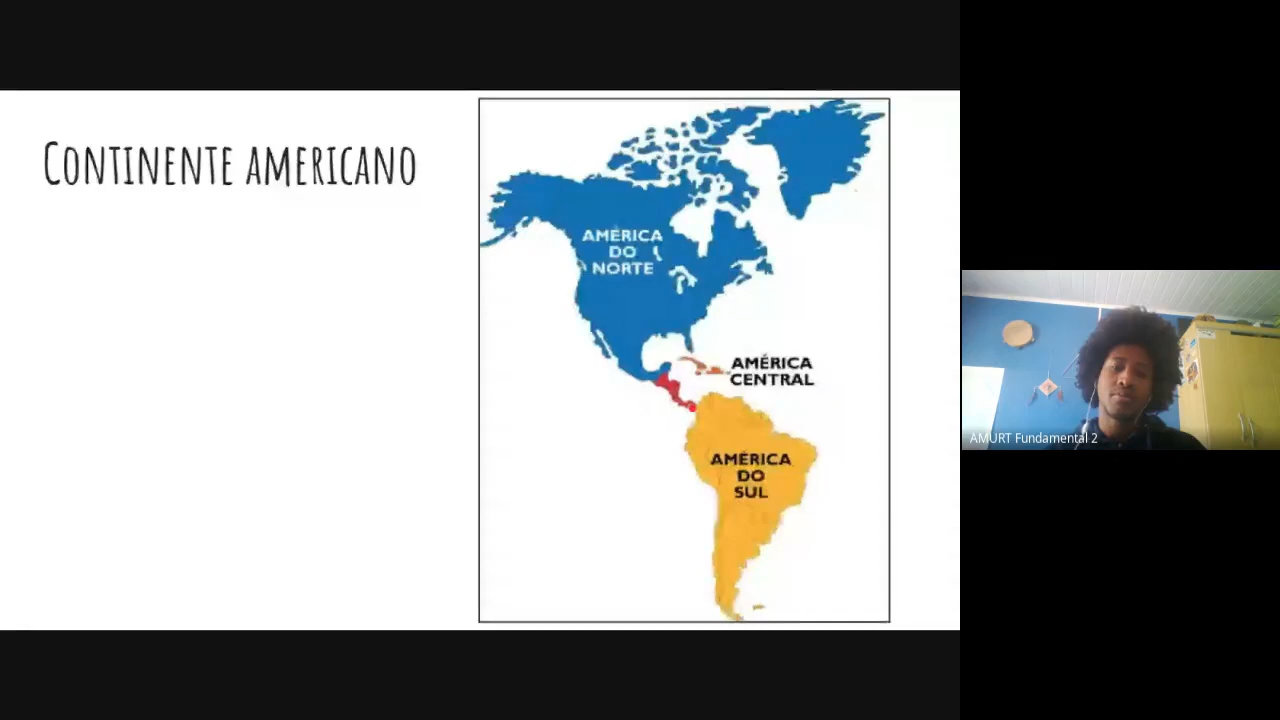 Continente americano
AMÉRICA
DO
NORTE
AMÉRICA
CENTRAL
AMÉRICA
DO
SUL
AMURT Fundamental 2